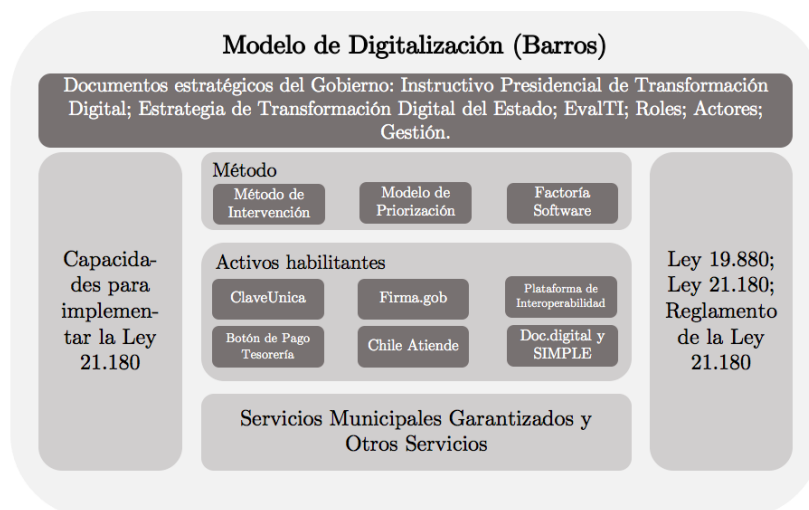 Modelo de Digitalización (Barros)
Documentos estratégicos del Gobierno: Instructivo Presidencial de Transformación
Digital; Estrategia de Transformación Digital del Estado; EvalTI; Roles; Actores;
Gestión.
Capacida-
des para
implemen-
tar la Ley
21.180
Método
Método de
Intervención
Modelo de
Priorización
Factoría
Software
Activos habilitantes
ClaveUnica
Firma.gob
Plataforma de
Interoperabilidad
Botón de Pago
Tesorería
Chile Atiende
Doc.digital y
SIMPLE
Servicios Municipales Garantizados y
Otros Servicios
Ley 19.880;
Ley 21.180;
Reglamento
de la Ley
21.180